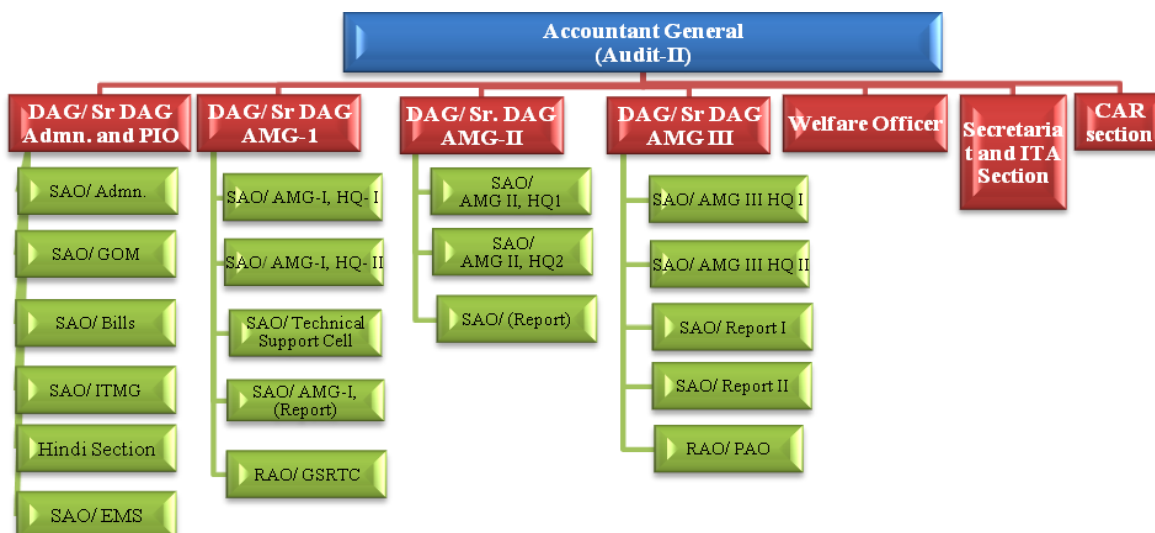 Accountant General
(Audit-II)
DAG/ Sr DAG
Admn. and PIO
DAG/ Sr DAG
AMG-1
DAG/ Sr. DAG
AMG-II
DAG/ Sr DAG
AMG III
Welfare Officer
Secretaria
t and ITA
Section
CAR
section
SAO/ Admn.
SAO/ GOM
SAO/ Bills
SAO/ ITMG
Hindi Section
SAO/ EMS
SAO/ AMG-I, HQ- I
SAO/ AMG-I, HQ- II
SAO/ Technical
Support Cell
SAO/ AMG-I,
(Report)
RAO/ GSRTC
SAO/
AMG II, HQ1
SAO/
AMG II, HQ2
SAO/ (Report)
SAO/ AMG III HQ I
SAO/ AMG III HQ II
SAO/ Report I
SAO/ Report II
RAO/ PAO